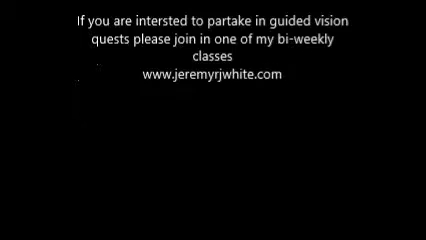 If you are intersted to partake in guided vision
quests please join in one of my bi-weekly
classes
www.jeremyrjwhite.com